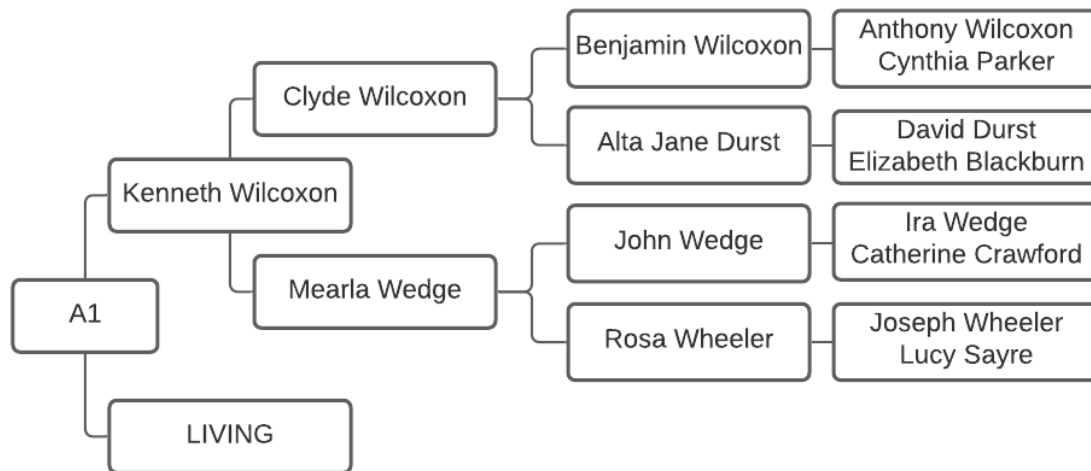 Benjamin Wilcoxon
Anthony Wilcoxon
Cynthia Parker
Clyde Wilcoxon
Alta Jane Durst
David Durst
Elizabeth Blackburn
Kenneth Wilcoxon
John Wedge
Ira Wedge
Catherine Crawford
Mearla Wedge
A1
Rosa Wheeler
Joseph Wheeler
Lucy Sayre
LIVING